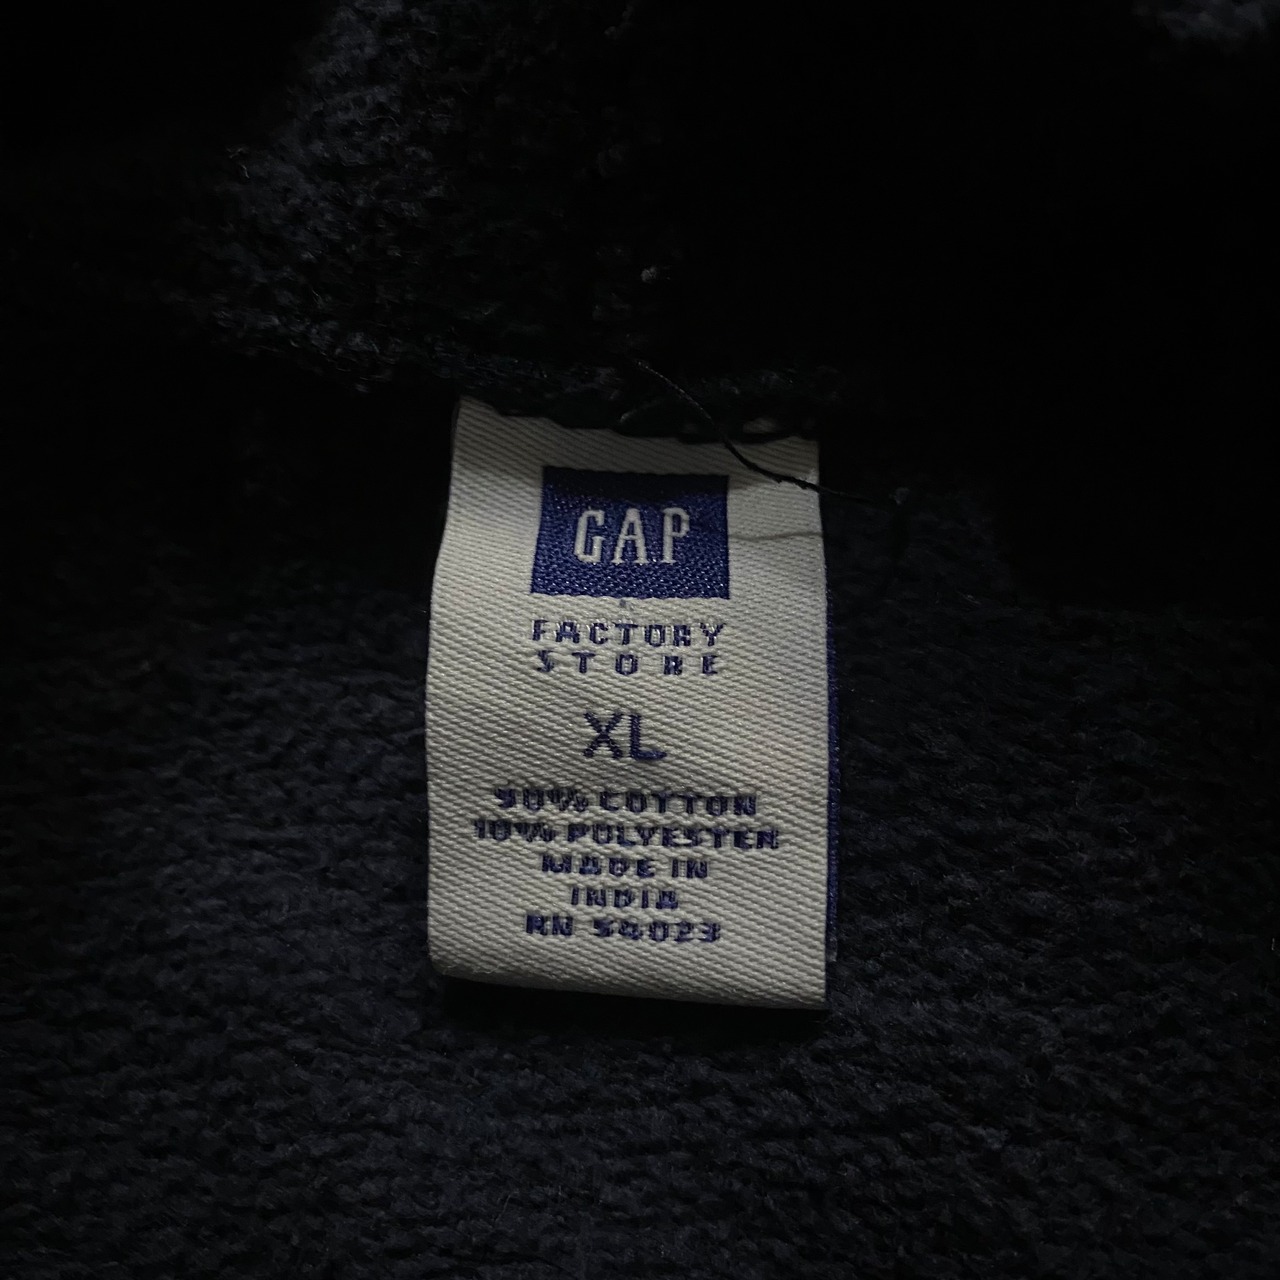 GAP
FACTORY
STORE
XL
90% COTTON
10% POLYESTER
MADE IN
INDIA
RN 54023